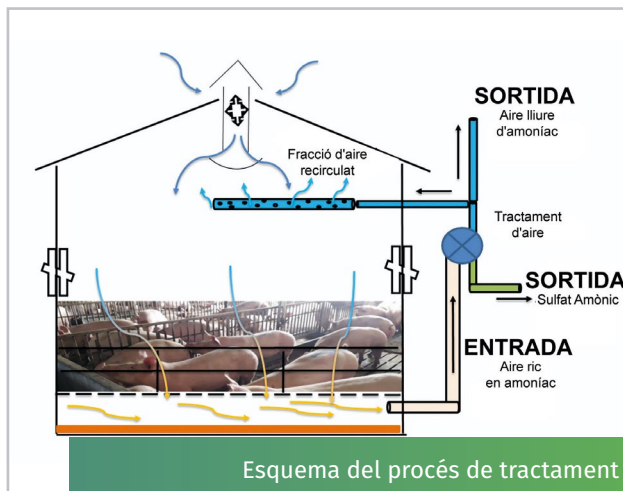 SORTIDA
Aire lliure
d'amoníac
Fracció d'aire
recirculat
Tractament
d'aire
SORTIDA
Sulfat Amònic
ENTRADA
Aire ric
en amoníac
Esquema del procés de tractament